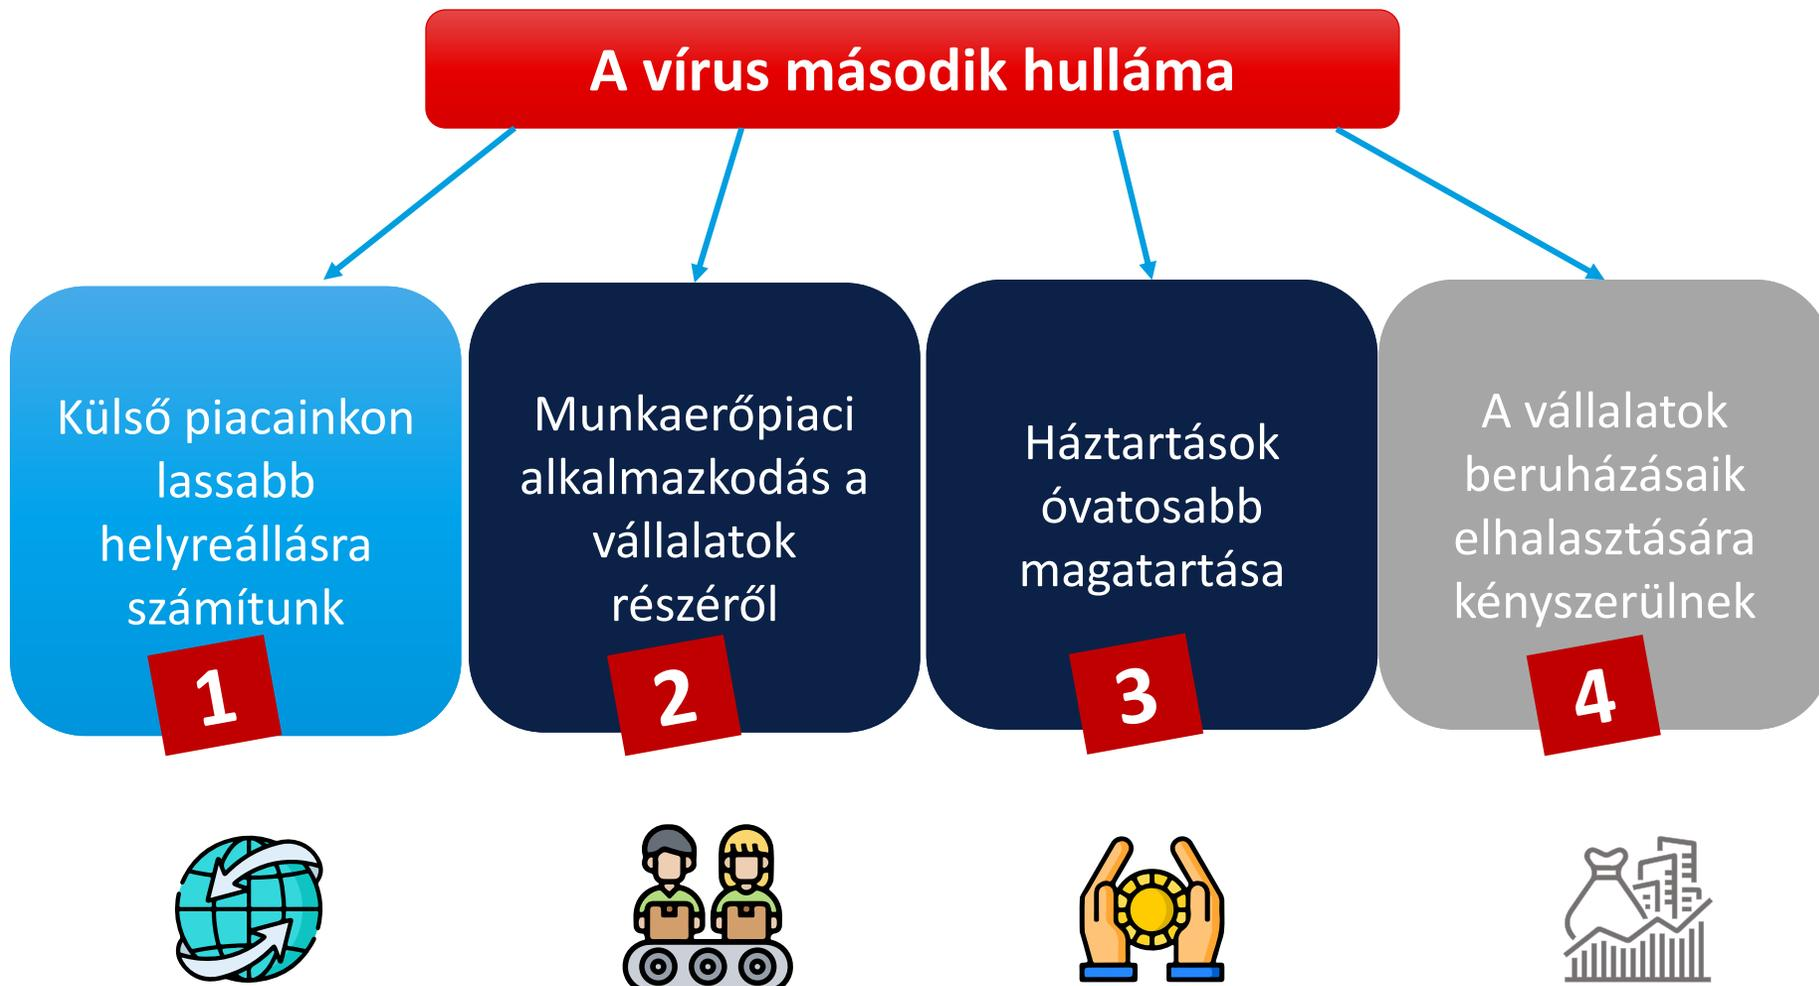 A vírus második hulláma
Külső piacainkon
lassabb
helyreállásra
számítunk
1
Munkaerőpiaci
alkalmazkodás a
vállalatok
részéről
2
Háztartások
óvatosabb
magatartása
3
A vállalatok
beruházásaik
elhalasztására
kényszerülnek
4